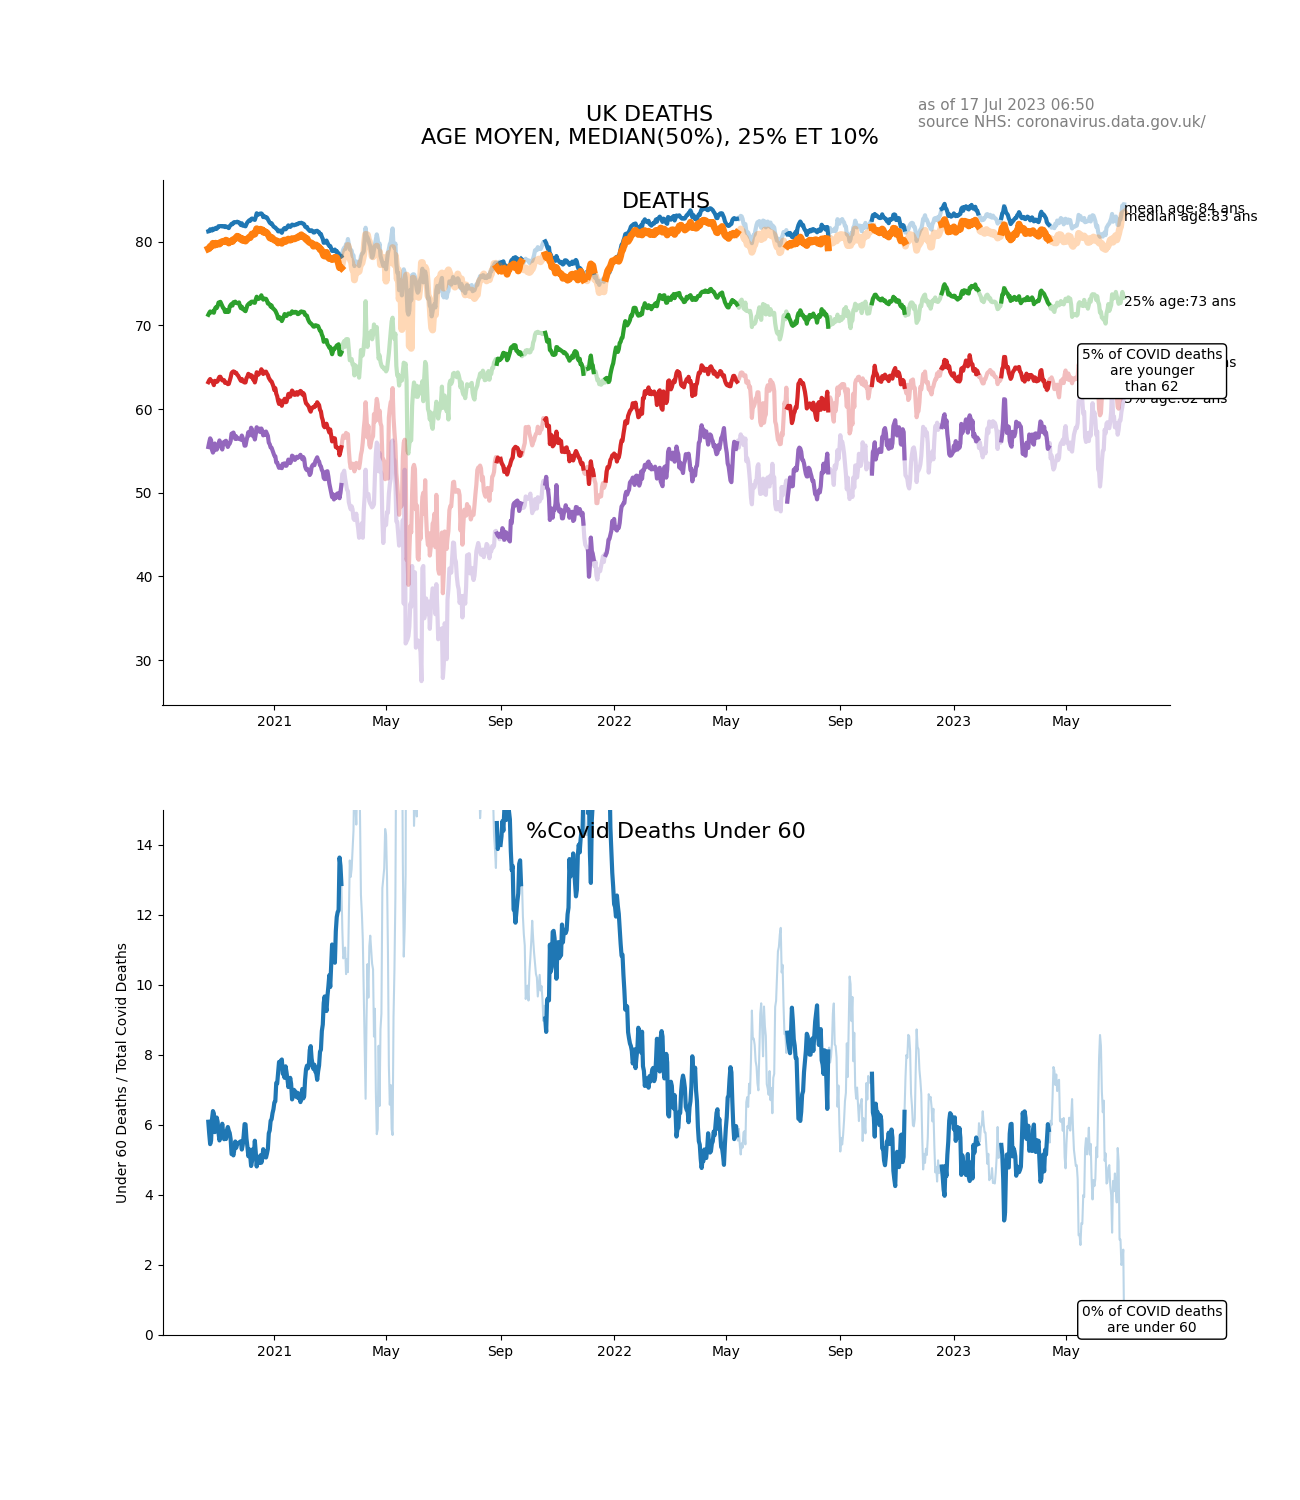 UK DEATHS
AGE MOYEN, MEDIAN(50%), 25% ET 10%
as of 17 Jul 2023 06:50
source NHS: coronavirus.data.gov.uk/
DEATHS
mean age:84 ans
median age:83 ans
25% age:73 ans
5% of COVID deaths
are younger
than 62
80
70
60
50
40
30
2021
May
Sep
2022
May
Sep
2023
May
%Covid Deaths Under 60
Under 60 Deaths / Total Covid Deaths
14
12
10
8
6
4
2
0
0% of COVID deaths
are under 60
2021
May
Sep
2022
May
Sep
2023
May